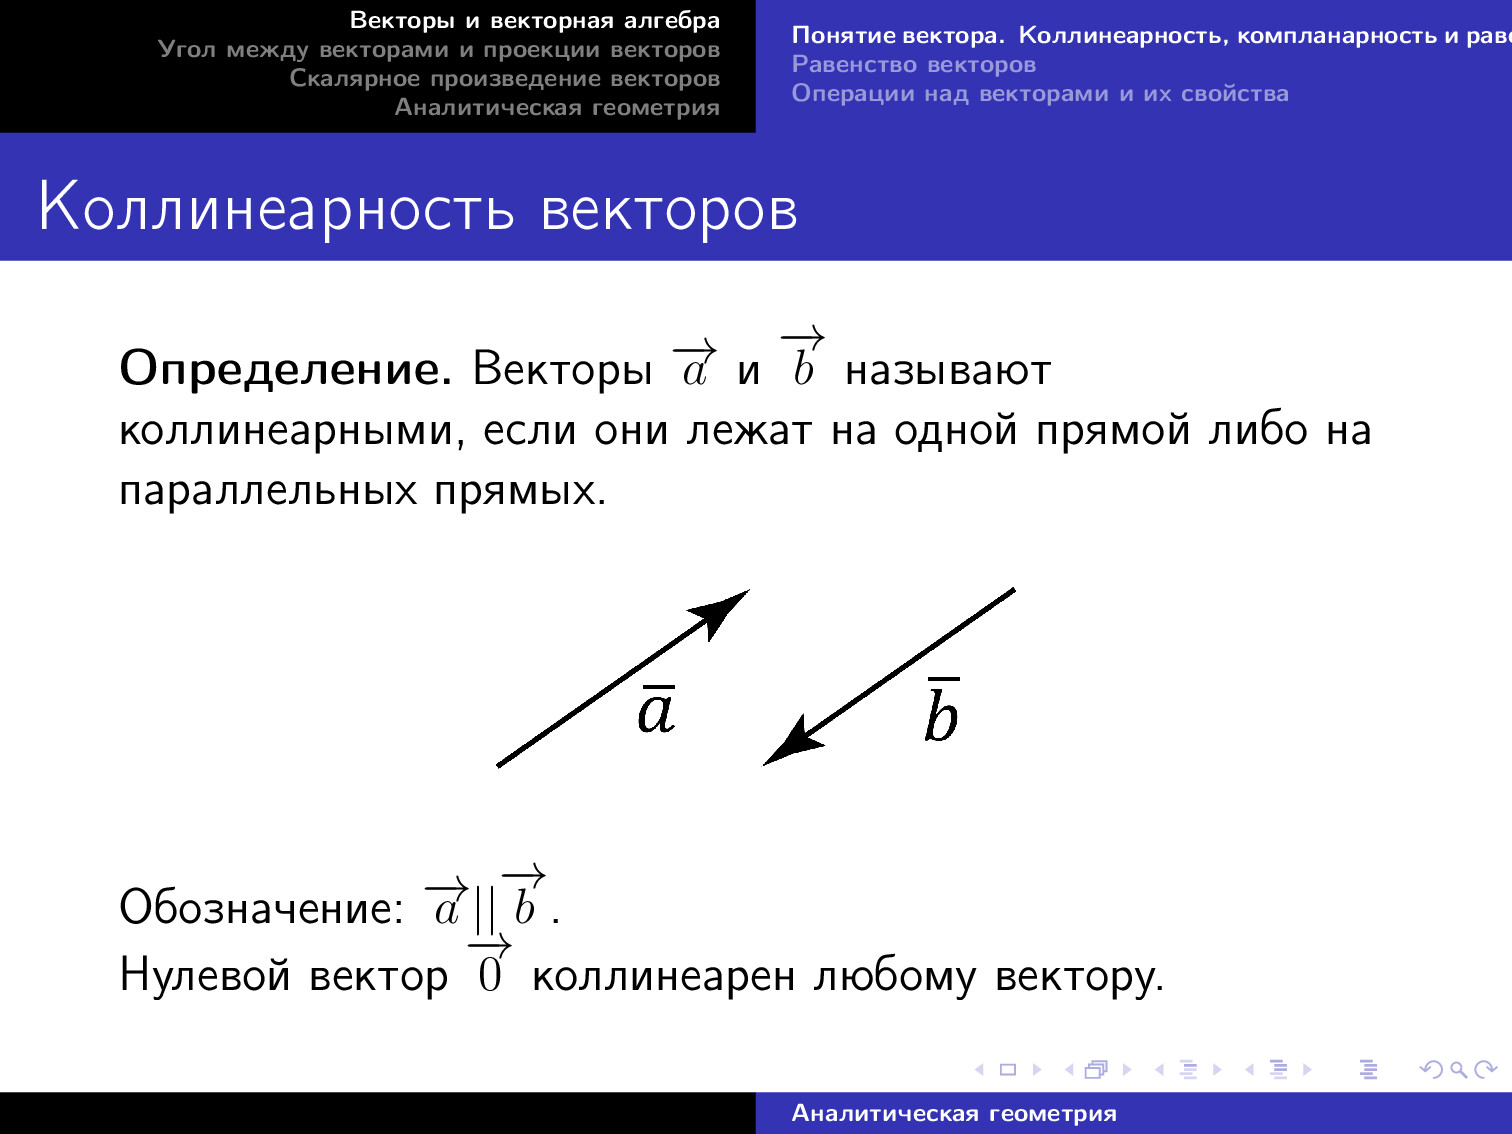 Векторы и векторная алгебра
Угол между векторами и проекции векторов
Скалярное произведение векторов
Аналитическая геометрия
Понятие вектора. Коллинеарность, компланарность и раве
Равенство векторов
Операции над векторами и их свойства
Коллинеарность векторов
Определение. Векторы $\overrightarrow{a}$ и $\overrightarrow{b}$ называют
коллинеарными, если они лежат на одной прямой либо на
параллельных прямых.
$\overline{a}$
$\overline{b}$
Обозначение: $\overrightarrow{a}||\overrightarrow{b}$.
Нулевой вектор $\overrightarrow{0}$ коллинеарен любому вектору.
Аналитическая геометрия